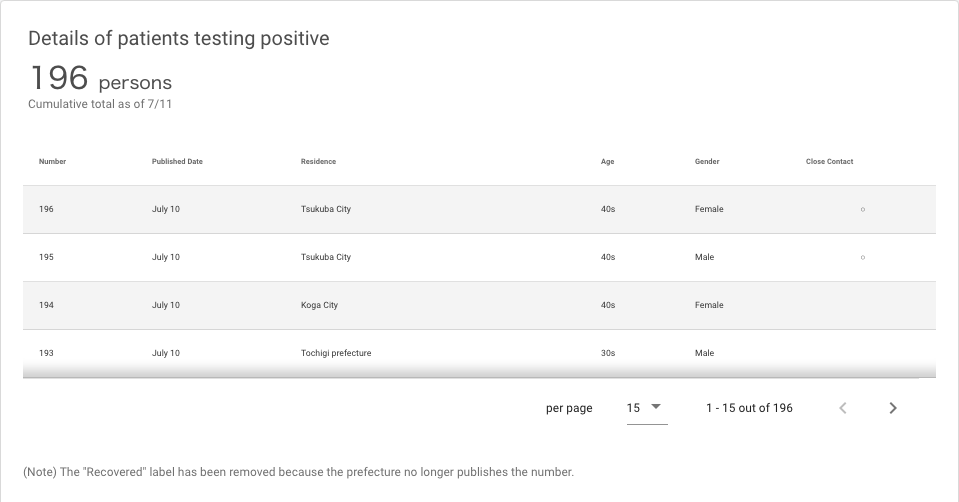 Details of patients testing positive
196 persons
Cumulative total as of 7/11
Number Published Date Residence Age Gender Close Contact
196 July 10 Tsukuba City 40s Female ○
195 July 10 Tsukuba City 40s Male ○
194 July 10 Koga City 40s Female
193 July 10 Tochigi prefecture 30s Male
per page 15 1 - 15 out of 196
(Note) The "Recovered" label has been removed because the prefecture no longer publishes the number.